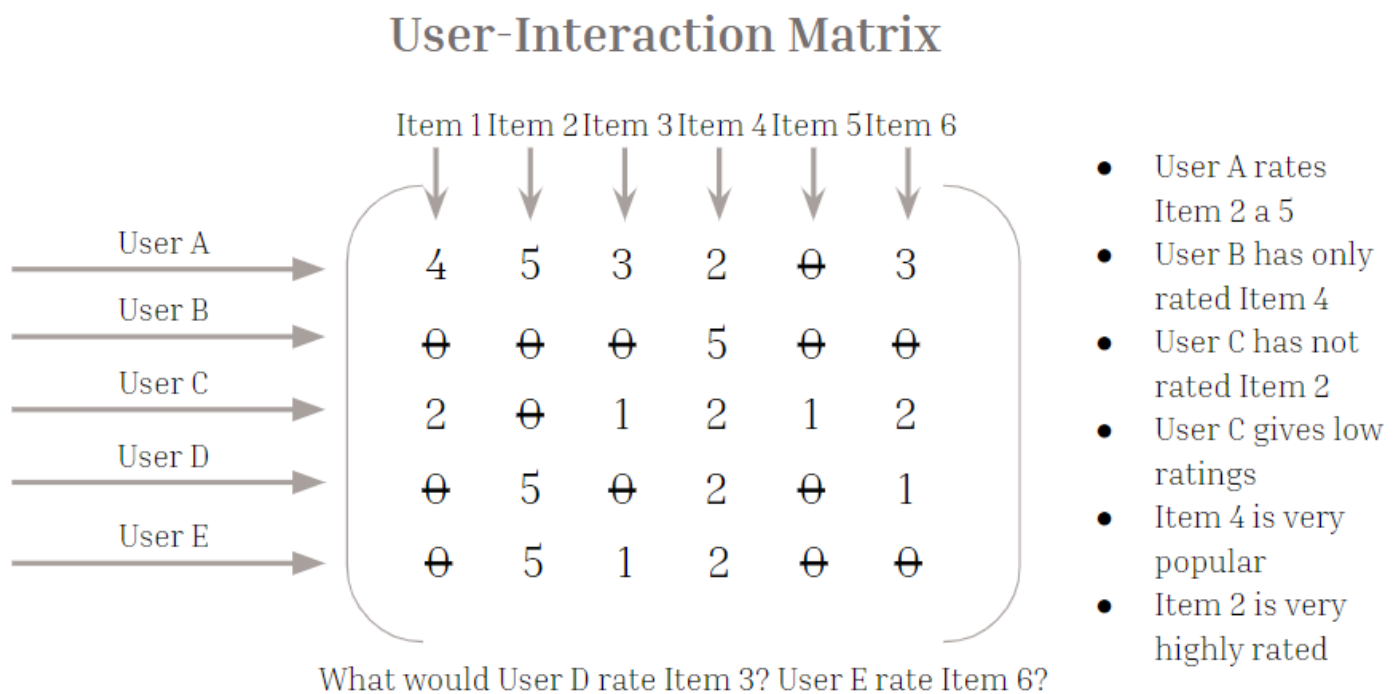 User-Interaction Matrix
Item 1 Item 2 Item 3 Item 4 Item 5 Item 6
User A
4 5 3 2 0 3
User B
0 0 0 5 0 0
User C
2 0 1 2 1 2
User D
0 5 0 2 0 1
User E
0 5 1 2 0 0
● User A rates
Item 2 a 5
● User B has only
rated Item 4
● User C has not
rated Item 2
● User C gives low
ratings
● Item 4 is very
popular
● Item 2 is very
highly rated
What would User D rate Item 3? User E rate Item 6?